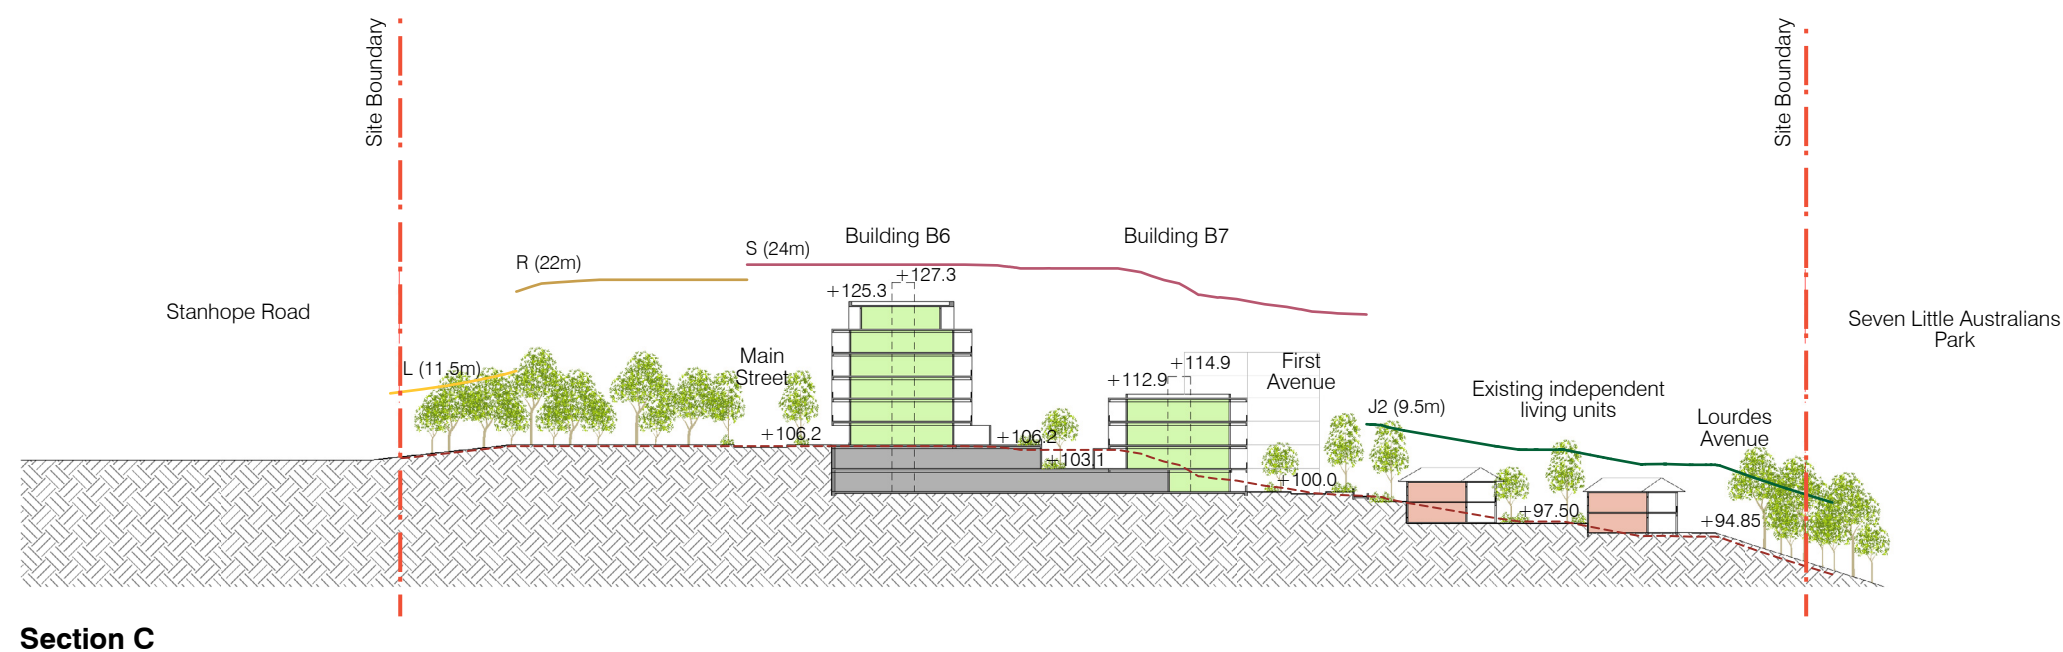 Site Boundary
Site Boundary
Building B6
Building B7
S (24m)
R (22m)
+127.3
+125.3
Stanhope Road
Seven Little Australians
Park
L (11.5m)
Main
Street
+114.9
+112.9
First
Avenue
Existing independent
living units
J2 (9.5m)
Lourdes
Avenue
+106.2
+106.2
+103.1
+100.0
+97.50
+94.85
Section C